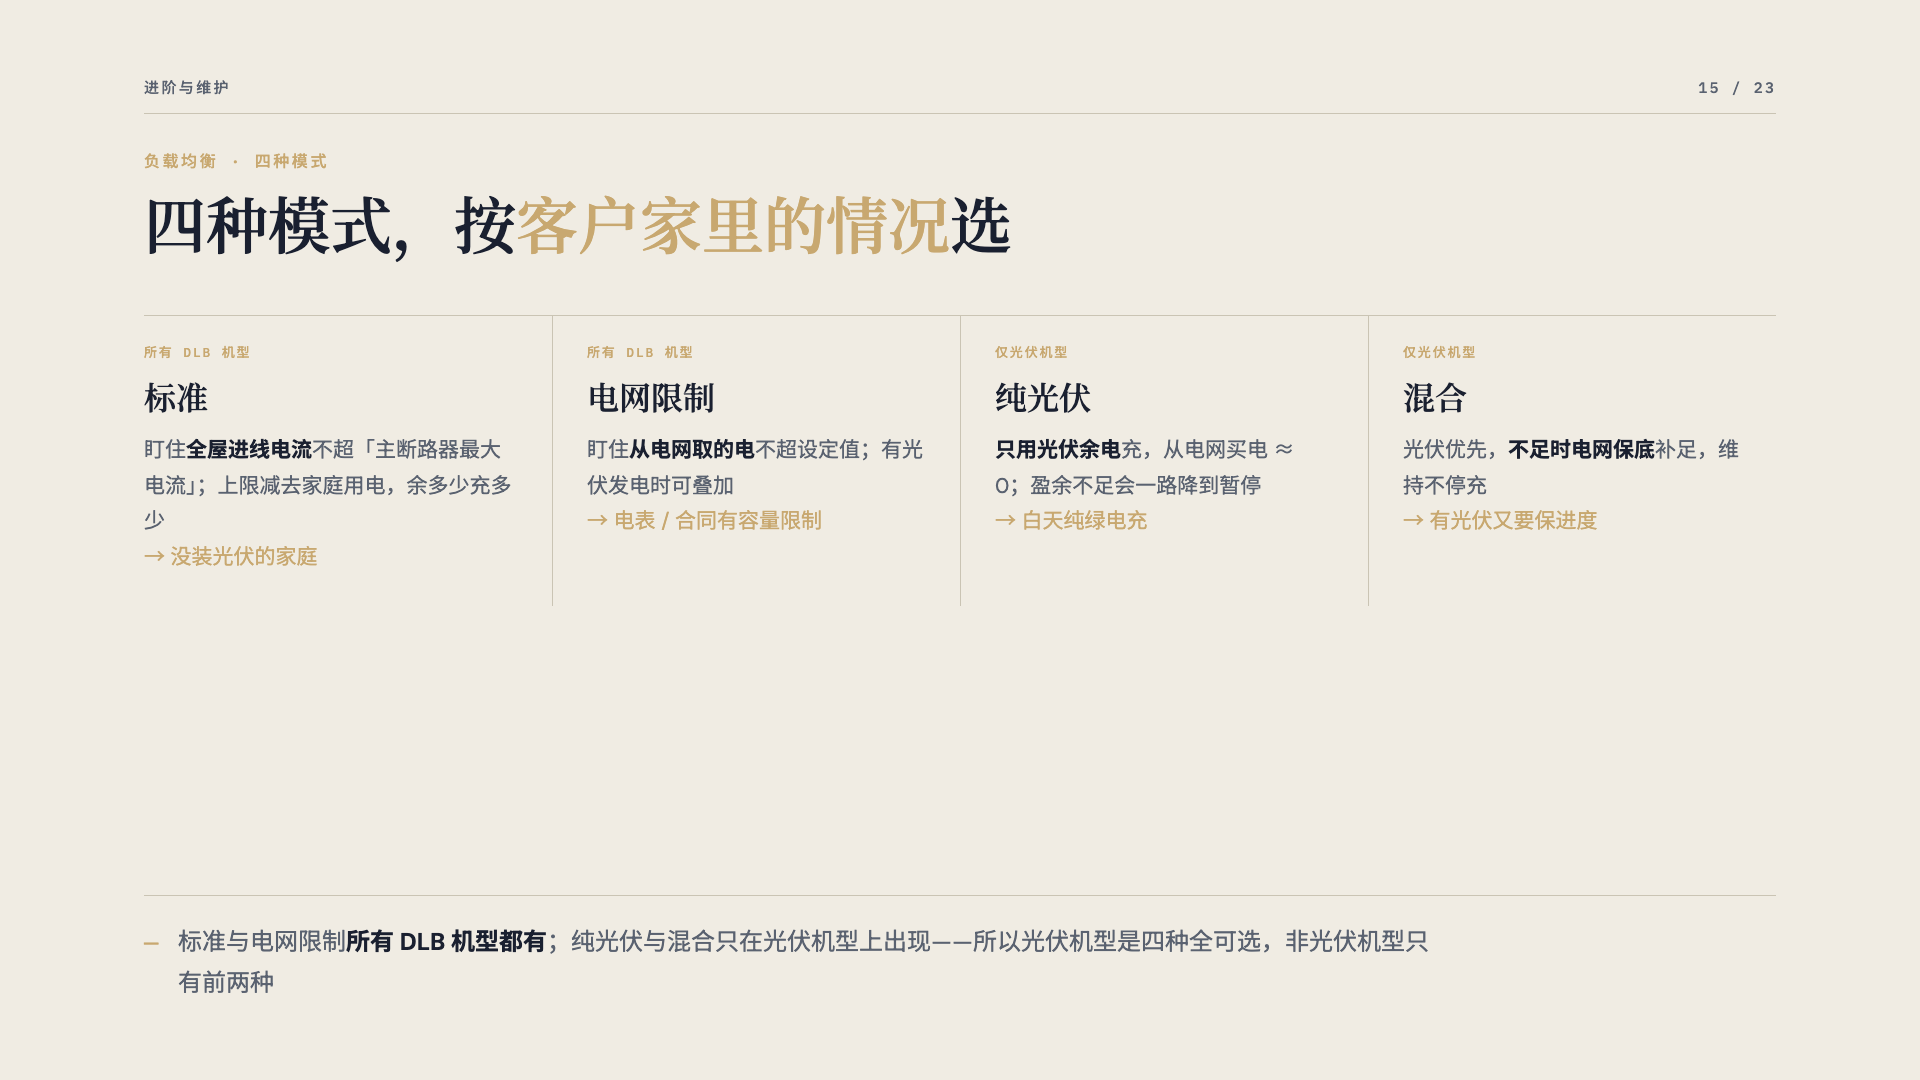 进阶与维护
15 / 23
负载均衡 · 四种模式
四种模式，按客户家里的情况选
所有 DLB 机型
标准
盯住全屋进线电流不超「主断路器最大
电流」；上限减去家庭用电，余多少充多
少
→ 没装光伏的家庭
所有 DLB 机型
电网限制
盯住从电网取的电不超设定值；有光
伏发电时可叠加
→ 电表 / 合同有容量限制
仅光伏机型
纯光伏
只用光伏余电充，从电网买电 ≈
0；盈余不足会一路降到暂停
→ 白天纯绿电充
仅光伏机型
混合
光伏优先，不足时电网保底补足，维
持不停充
→ 有光伏又要保进度
— 标准与电网限制所有 DLB 机型都有；纯光伏与混合只在光伏机型上出现——所以光伏机型是四种全可选，非光伏机型只
有前两种